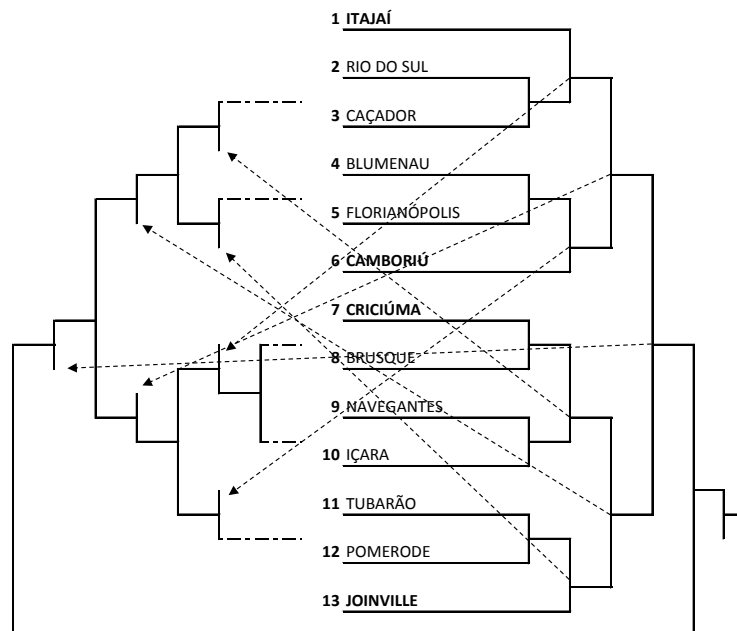 1 ITAJAÍ
2 RIO DO SUL
3 CAÇADOR
4 BLUMENAU
5 FLORIANÓPOLIS
6 CAMBORIÚ
7 CRICIÚMA
8 BRUSQUE
9 NAVEGANTES
10 IÇARA
11 TUBARÃO
12 POMERODE
13 JOINVILLE